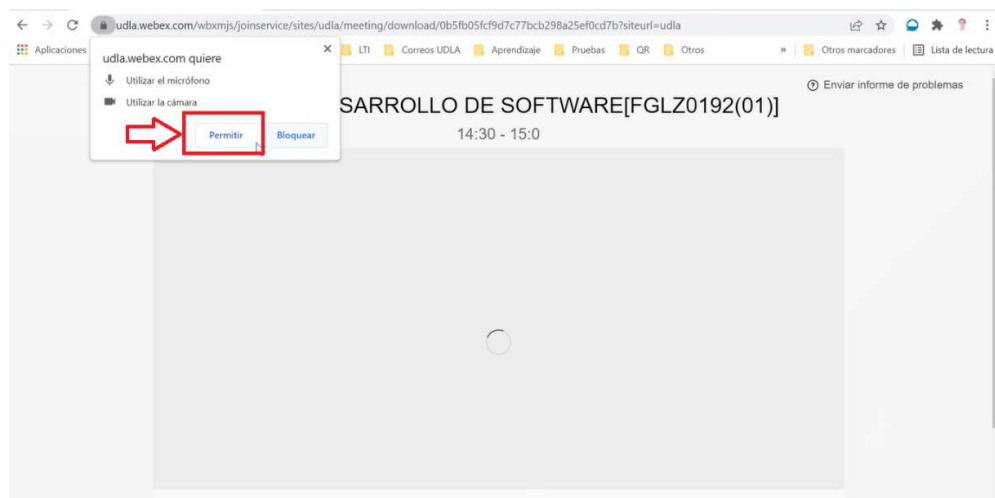 udla.webex.com/wbxmjs/joinservice/sites/udla/meeting/download/0b5fb05fcf9d7c77bcb298a25ef0cd7b?siteurl=udla
Aplicaciones
LTI
Correos UDLA
Aprendizaje
Pruebas
QR
Otros
»
Otros marcadores
Lista de lectura
udla.webex.com quiere
Utilizar el micrófono
Utilizar la cámara
Permitir
Bloquear
Enviar informe de problemas
SARROLLO DE SOFTWARE[FGLZ0192(01)]
14:30 - 15:0